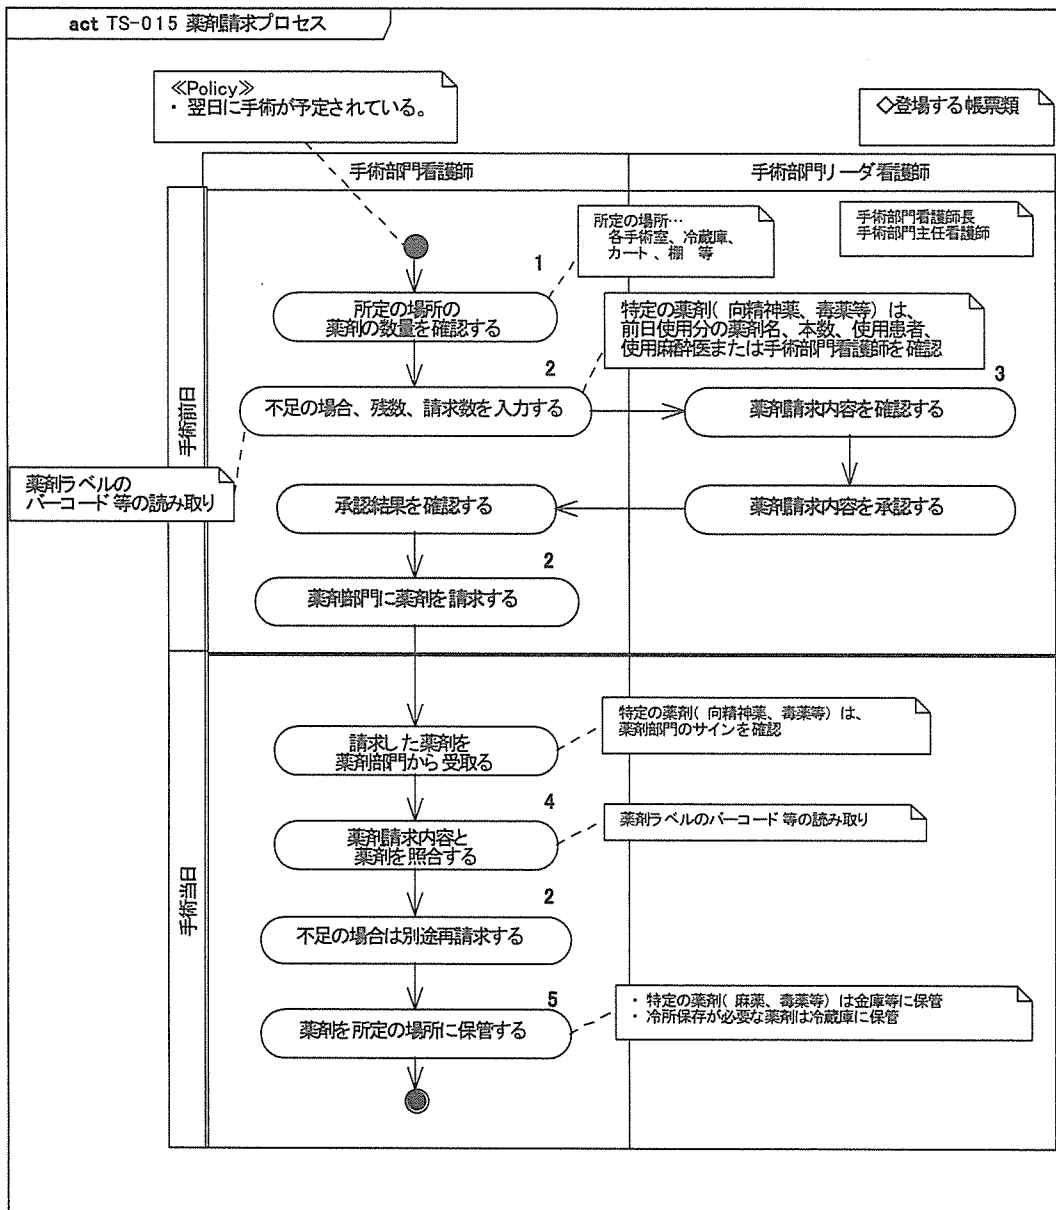 act TS-015 薬剤請求プロセス
≪Policy≫
・ 翌日に手術が予定されている。
◇登場する帳票類
手術部門看護師
手術部門リーダ看護師
手術前日
所定の場所…
各手術室、冷蔵庫、
カート、棚 等
手術部門看護師長
手術部門主任看護師
1
所定の場所の
薬剤の数量を確認する
特定の薬剤( 向精神薬、毒薬等) は、
前日使用分の薬剤名、本数、使用患者、
使用麻酔医または手術部門看護師を確認
2
不足の場合、残数、請求数を入力する
3
薬剤請求内容を確認する
薬剤ラベルの
バーコード 等の読み取り
承認結果を確認する
薬剤請求内容を承認する
2
薬剤部門に薬剤を請求する
手術当日
請求した薬剤を
薬剤部門から受取る
特定の薬剤( 向精神薬、毒薬等) は、
薬剤部門のサインを確認
4
薬剤請求内容と
薬剤を照合する
薬剤ラベルのバーコード 等の読み取り
2
不足の場合は別途再請求する
5
薬剤を所定の場所に保管する
・ 特定の薬剤( 麻薬、毒薬等) は金庫等に保管
・ 冷所保存が必要な薬剤は冷蔵庫に保管